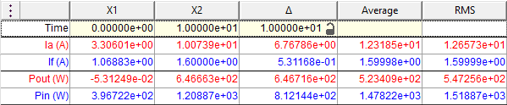 X1 X2 Δ Average RMS
Time 0.00000e+00 1.00000e+01 1.00000e+01
Ia (A) 3.30601e+00 1.00739e+01 6.76786e+00 1.23185e+01 1.26573e+01
If (A) 1.06883e+00 1.60000e+00 5.31168e-01 1.59998e+00 1.59999e+00
Pout (W) -5.31249e-02 6.46663e+02 6.46716e+02 5.23409e+02 5.47256e+02
Pin (W) 3.96722e+02 1.20887e+03 8.12144e+02 1.47822e+03 1.51887e+03